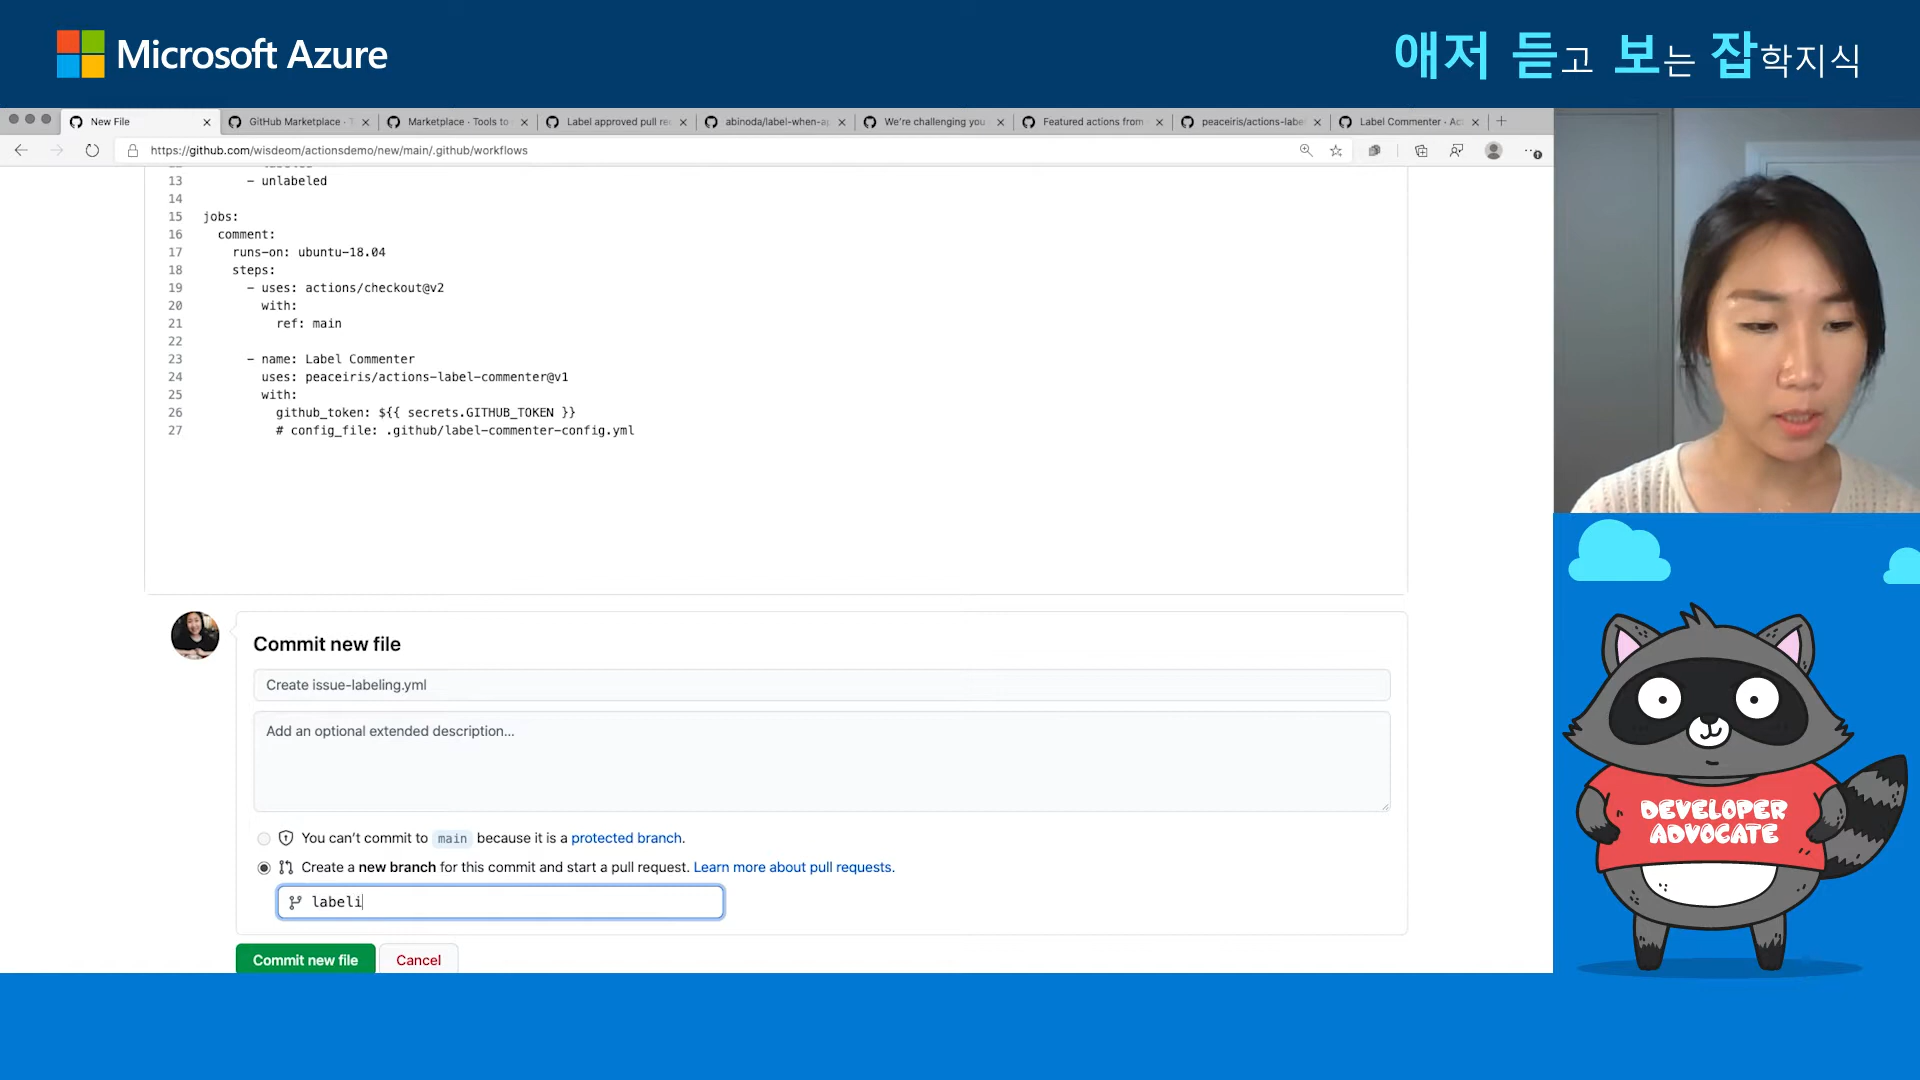 Microsoft Azure
애저 듣고 보는 잡학지식
New File
GitHub Marketplace · T
Marketplace · Tools to
Label approved pull re
abinoda/label-when-ap
We're challenging you
Featured actions from
peaceiris/actions-labe
Label Commenter · Ac
https://github.com/wisdeom/actionsdemo/new/main/.github/workflows
13 - unlabeled
14
15 jobs:
16 comment:
17 runs-on: ubuntu-18.04
18 steps:
19 - uses: actions/checkout@v2
20 with:
21 ref: main
22
23 - name: Label Commenter
24 uses: peaceiris/actions-label-commenter@v1
25 with:
26 github_token: ${{ secrets.GITHUB_TOKEN }}
27 # config_file: .github/label-commenter-config.yml
Commit new file
Create issue-labeling.yml
Add an optional extended description...
You can't commit to main because it is a protected branch.
Create a new branch for this commit and start a pull request. Learn more about pull requests.
labeli
Commit new file
Cancel
DEVELOPER
ADVOCATE